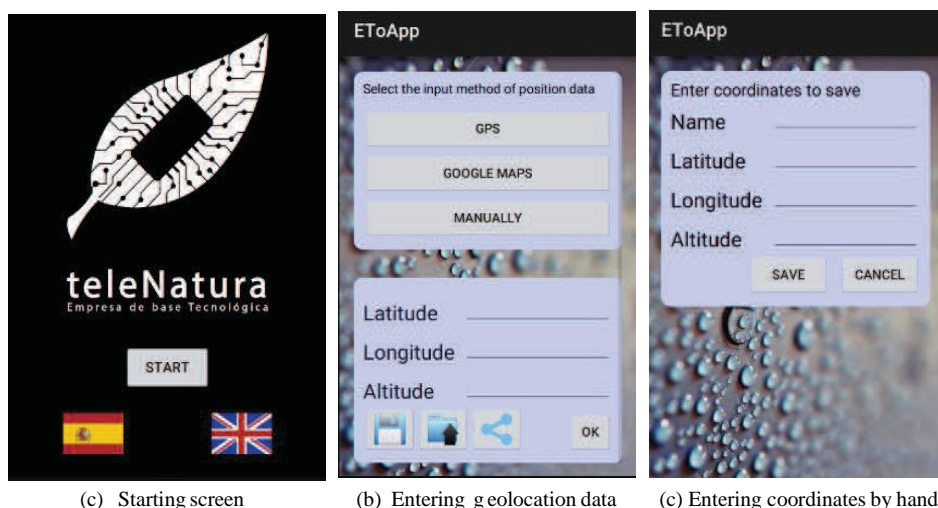 teleNatura
Empresa de base Tecnológica
START
(c) Starting screen
EToApp
Select the input method of position data
GPS
GOOGLE MAPS
MANUALLY
Latitude
Longitude
Altitude
OK
(b) Entering geolocation data
EToApp
Enter coordinates to save
Name
Latitude
Longitude
Altitude
SAVE
CANCEL
(c) Entering coordinates by hand